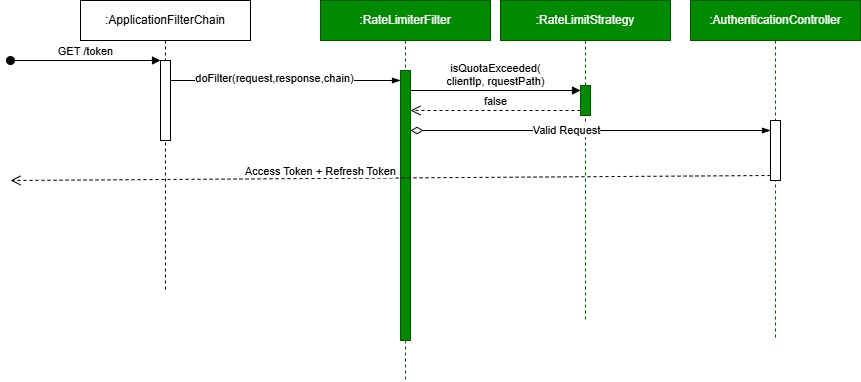 :ApplicationFilterChain
:RateLimiterFilter
:RateLimitStrategy
:AuthenticationController
GET /token
doFilter(request,response,chain)
isQuotaExceeded(
clientIp, rquestPath)
false
Valid Request
Access Token + Refresh Token